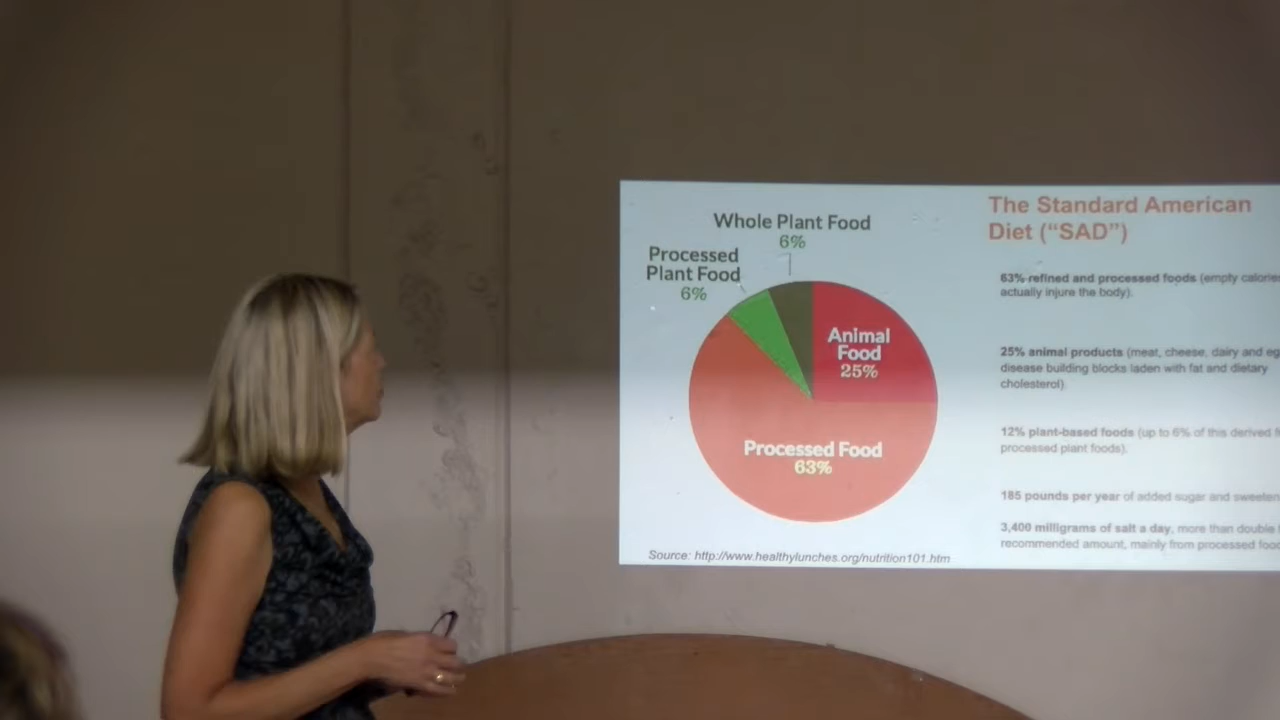 Whole Plant Food
6%
Processed
Plant Food
6%
Animal
Food
25%
Processed Food
63%
Source: http://www.healthylunches.org/nutrition101.htm
The Standard American
Diet (“SAD”)
63% refined and processed foods (empty
actually injure the body).
25% animal products (meat, cheese, dairy and
disease building blocks laden with fat and dietary
cholesterol).
12% plant-based foods (up to 6% of this derived
processed plant foods).
185 pounds per year of added sugar and
3,400 milligrams of salt a day, more than double
recommended amount, mainly from processed